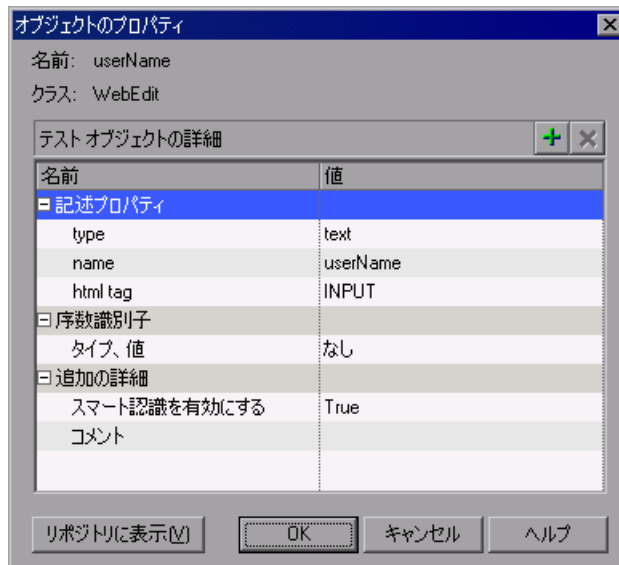 オブジェクトのプロパティ
名前: userName
クラス: WebEdit
テスト オブジェクトの詳細
名前 値
記述プロパティ
type text
name userName
html tag INPUT
序数識別子
タイプ、値 なし
追加の詳細
スマート認識を有効にする True
コメント
リポジトリに表示(V) OK キャンセル ヘルプ